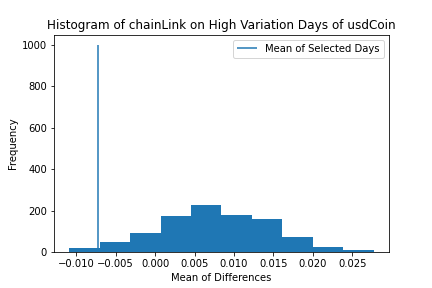 Histogram of chainLink on High Variation Days of usdCoin
Mean of Selected Days
1000
800
600
400
200
0
Frequency
−0.010 −0.005 0.000 0.005 0.010 0.015 0.020 0.025
Mean of Differences